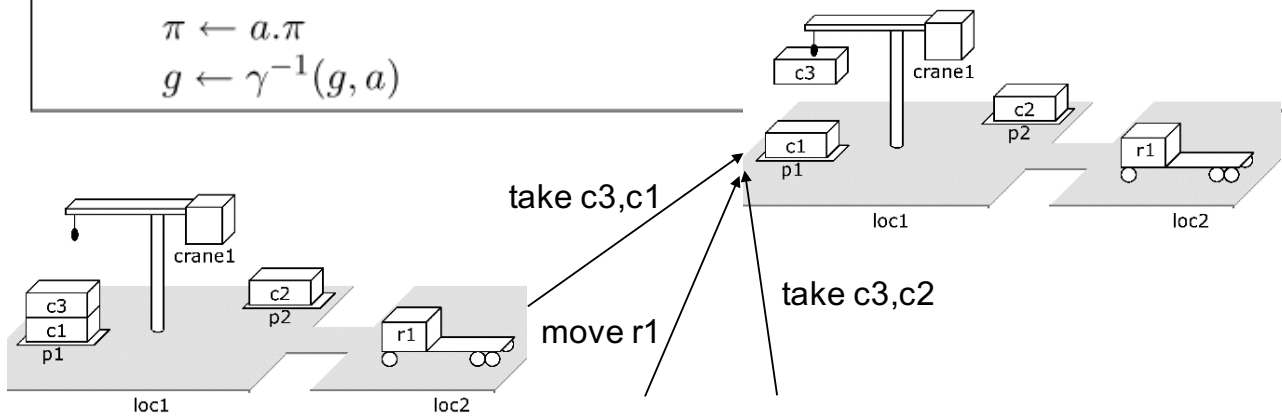 π ← a.π
g ← γ⁻¹(g, a)
c3
crane1
c1
p1
c2
p2
r1
loc1
loc2
take c3,c1
take c3,c2
move r1
crane1
c3
c1
p1
c2
p2
r1
loc1
loc2